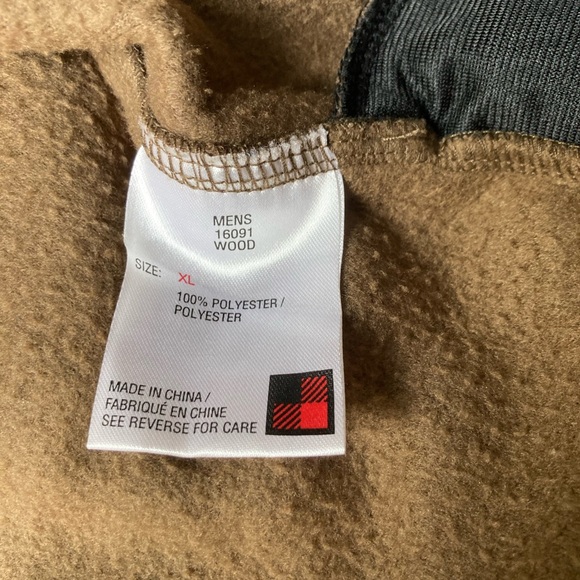 MENS
16091
WOOD
SIZE: XL
100% POLYESTER /
POLYESTER
MADE IN CHINA /
FABRIQUÉ EN CHINE
SEE REVERSE FOR CARE